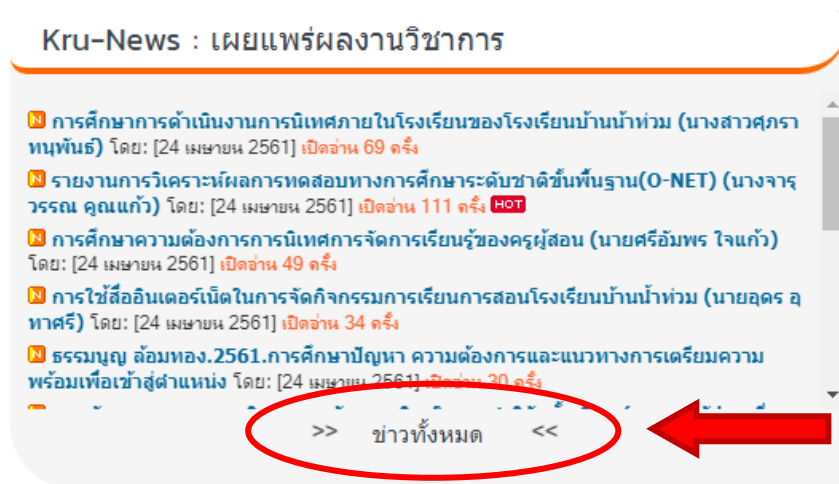 Kru-News : เผยแพร่ผลงานวิชาการ
N การศึกษาการดำเนินงานการนิเทศภายในโรงเรียนของโรงเรียนบ้านน้ำท่วม (นางสาวศุภรา
ทนุพันธ์) โดย: [24 เมษายน 2561] เปิดอ่าน 69 ครั้ง
N รายงานการวิเคราะห์ผลการทดสอบทางการศึกษาระดับชาติขั้นพื้นฐาน(O-NET) (นางจารุ
วรรณ คูณแก้ว) โดย: [24 เมษายน 2561] เปิดอ่าน 111 ครั้ง HOT
N การศึกษาความต้องการการนิเทศการจัดการเรียนรู้ของครูผู้สอน (นายศรีอัมพร ใจแก้ว)
โดย: [24 เมษายน 2561] เปิดอ่าน 49 ครั้ง
N การใช้สื่ออินเตอร์เน็ตในการจัดกิจกรรมการเรียนการสอนโรงเรียนบ้านน้ำท่วม (นายอุดร อุ
ทาศรี) โดย: [24 เมษายน 2561] เปิดอ่าน 34 ครั้ง
N ธรรมนูญ ล้อมทอง.2561.การศึกษาปัญหา ความต้องการและแนวทางการเตรียมความ
พร้อมเพื่อเข้าสู่ตำแหน่ง โดย: [24 เมษายน 2561] เปิดอ่าน 30 ครั้ง
>> ข่าวทั้งหมด <<